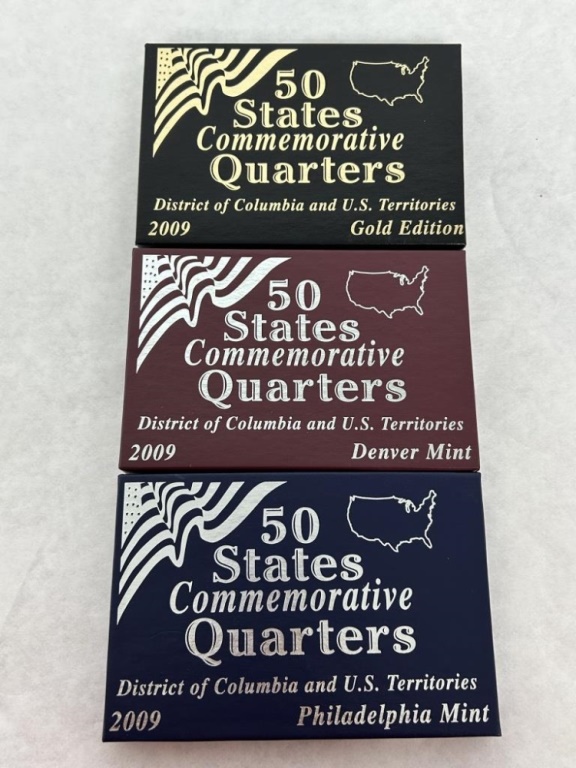 50
States
Commemorative
Quarters
District of Columbia and U.S. Territories
2009 Gold Edition
50
States
Commemorative
Quarters
District of Columbia and U.S. Territories
2009 Denver Mint
50
States
Commemorative
Quarters
District of Columbia and U.S. Territories
2009 Philadelphia Mint